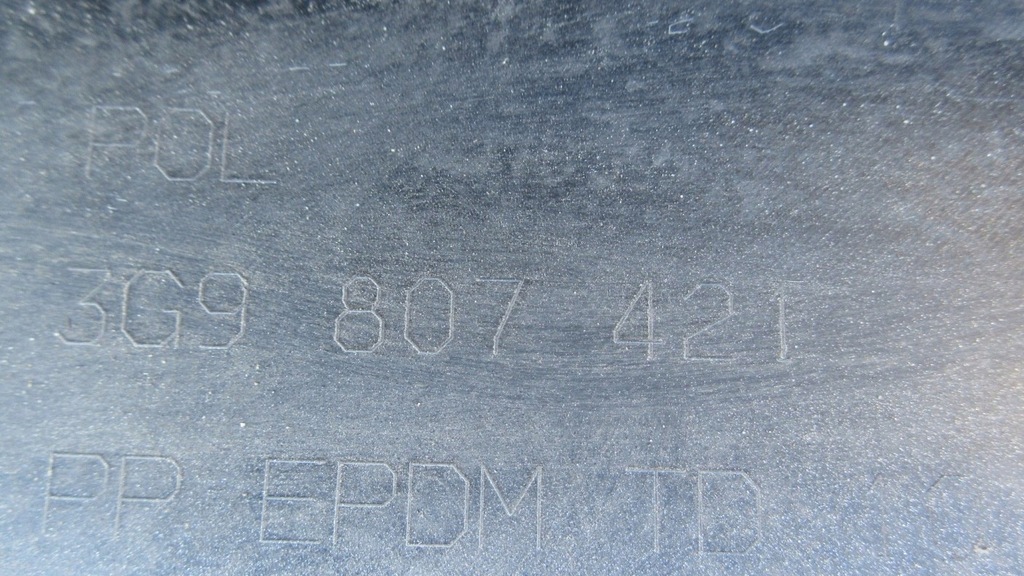 POL
3G9 807 421
PP EPDM TD